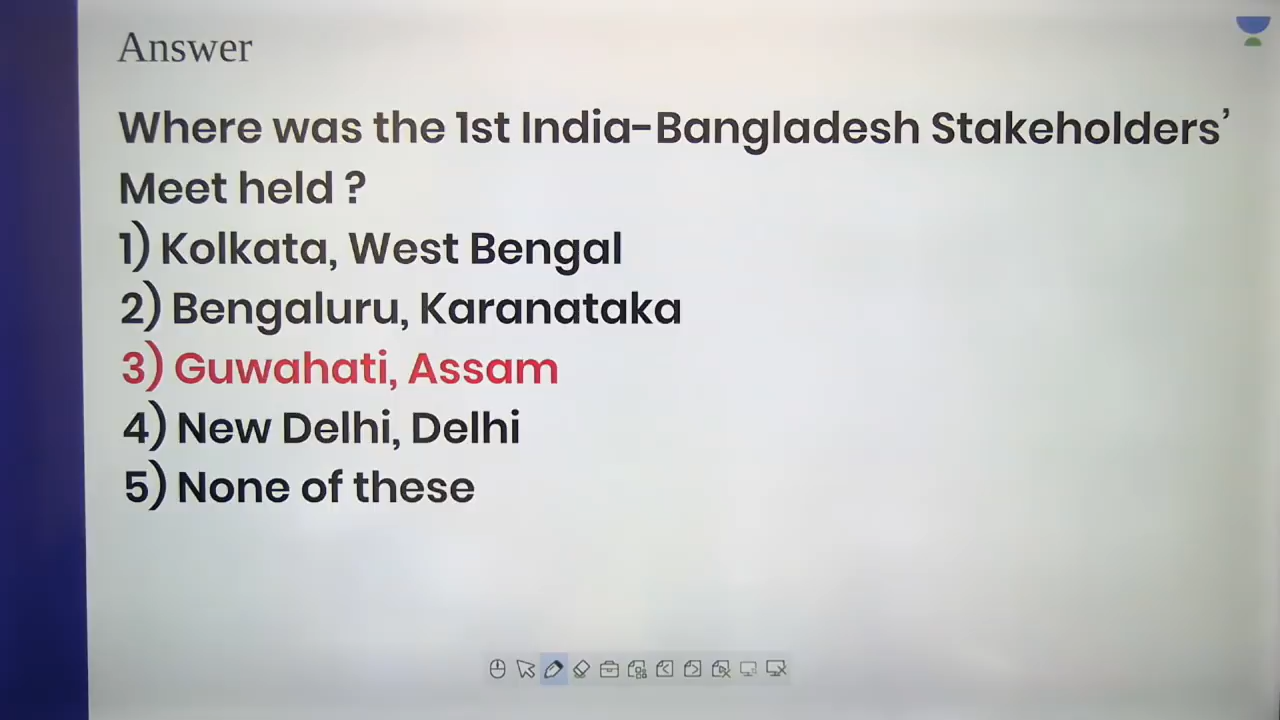 Answer
Where was the 1st India-Bangladesh Stakeholders’
Meet held ?
1) Kolkata, West Bengal
2) Bengaluru, Karanataka
3) Guwahati, Assam
4) New Delhi, Delhi
5) None of these